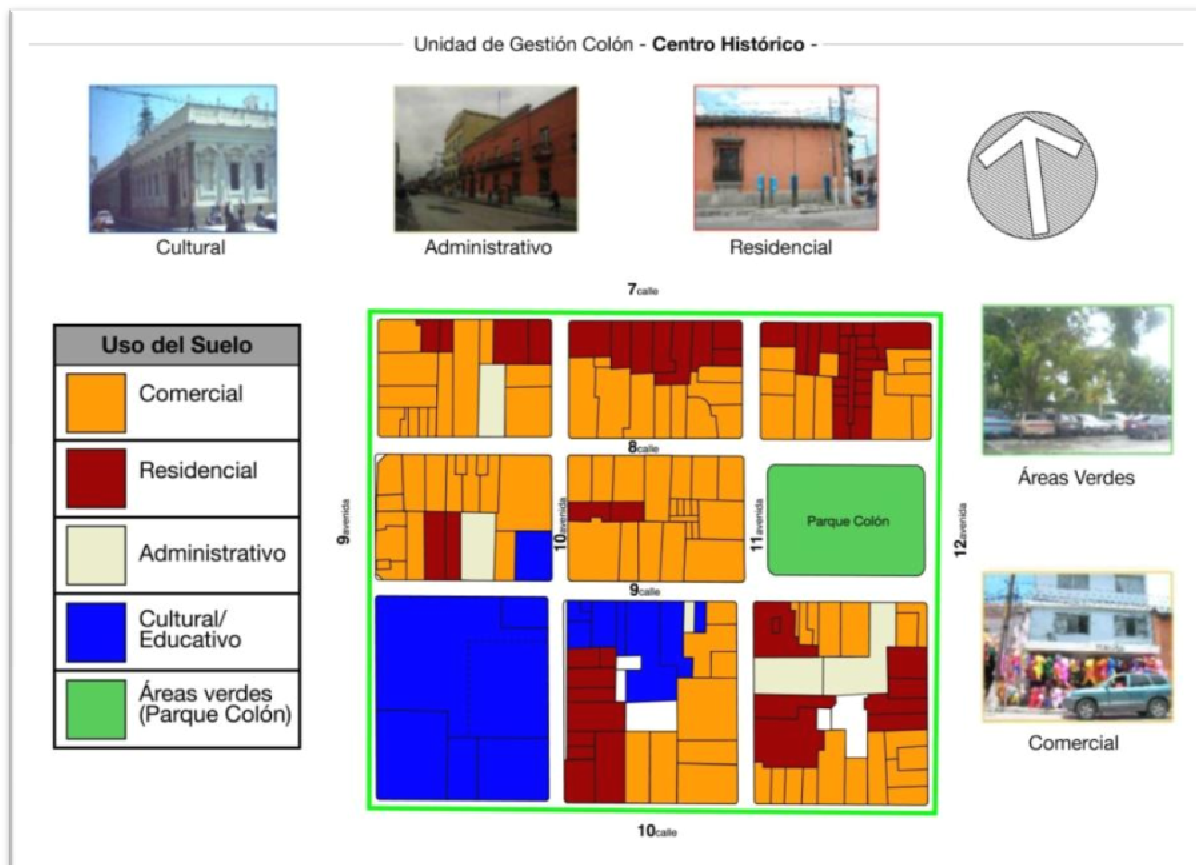 Unidad de Gestión Colón - Centro Histórico -
Cultural
Administrativo
Residencial
7calle
Uso del Suelo
Comercial
Residencial
Administrativo
Cultural/
Educativo
Áreas verdes
(Parque Colón)
8calle
9avenida
10avenida
11avenida
Parque Colón
12avenida
9calle
10calle
Áreas Verdes
Comercial